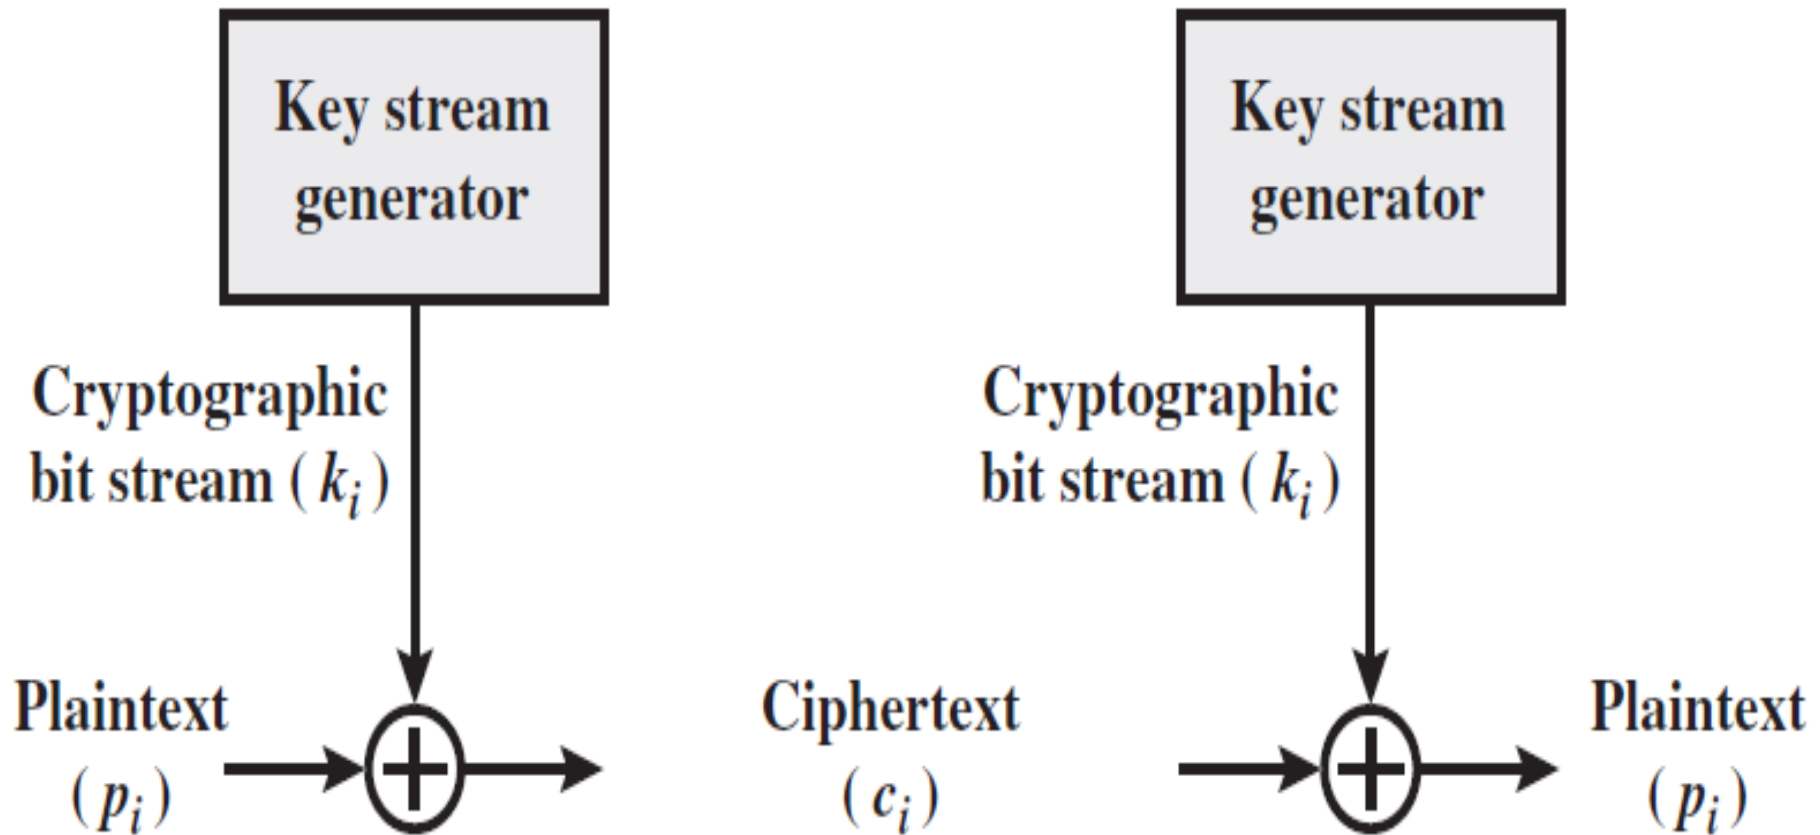 Key stream
generator
Cryptographic
bit stream ( kᵢ )
Plaintext
( pᵢ )
Ciphertext
( cᵢ )
Key stream
generator
Cryptographic
bit stream ( kᵢ )
Plaintext
( pᵢ )